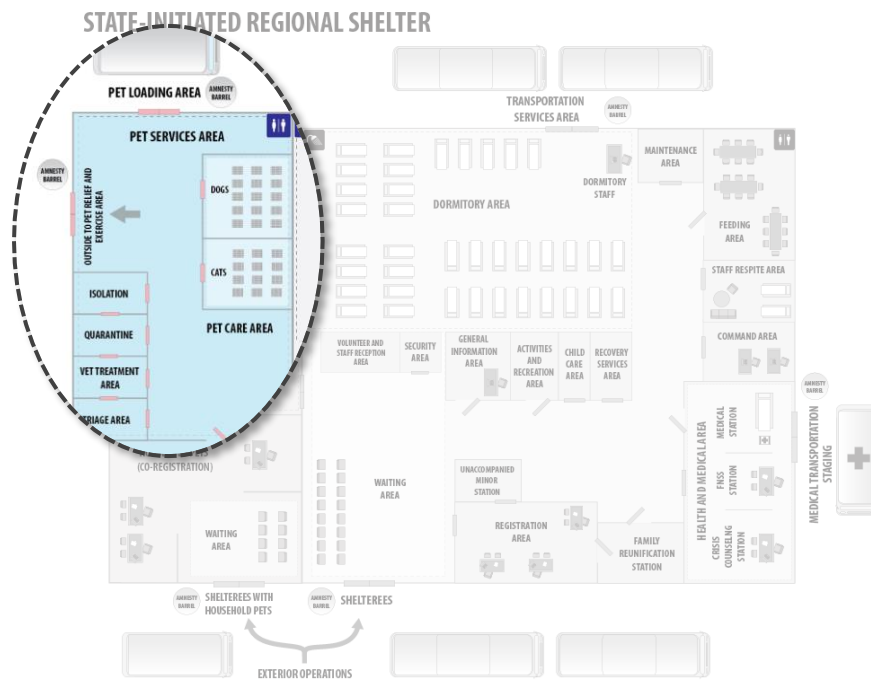 STATE-INITIATED REGIONAL SHELTER
PET LOADING AREA
AMNESTY
BARREL
PET SERVICES AREA
AMNESTY
BARREL
OUTSIDE TO PET RELIEF AND
EXERCISE AREA
DOGS
CATS
ISOLATION
QUARANTINE
VET TREATMENT
AREA
TRIAGE AREA
PET CARE AREA
TRANSPORTATION
SERVICES AREA
AMNESTY
BARREL
DORMITORY AREA
DORMITORY
STAFF
MAINTENANCE
AREA
FEEDING
AREA
STAFF RESPITE AREA
COMMAND AREA
VOLUNTEER AND
STAFF RECEPTION
AREA
SECURITY
AREA
GENERAL
INFORMATION
AREA
ACTIVITIES
AND
RECREATION
AREA
CHILD
CARE
AREA
RECOVERY
SERVICES
AREA
AMNESTY
BARREL
HEALTH AND MEDICAL AREA
MEDICAL
STATION
FNSS
STATION
CRISIS
COUNSELNG
STATION
MEDICAL TRANSPORTATION
STAGING
(CO-REGISTRATION)
WAITING
AREA
WAITING
AREA
UNACCOMPANIED
MINOR
STATION
REGISTRATION
AREA
FAMILY
REUNIFICATION
STATION
AMNESTY
BARREL
SHELTEREES WITH
HOUSEHOLD PETS
AMNESTY
BARREL
SHELTEREES
EXTERIOR OPERATIONS